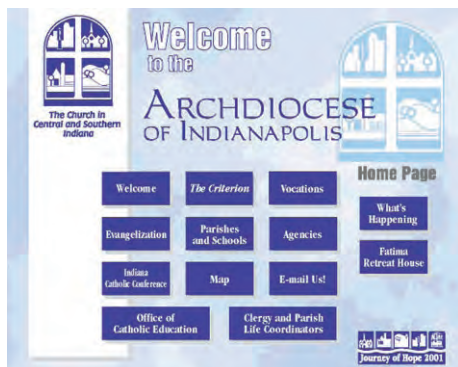 Welcome
to the
ARCHDIOCESE
OF INDIANAPOLIS
The Church in
Central and Southern
Indiana
Home Page
Welcome
The Criterion
Vocations
What's
Happening
Evangelization
Parishes
and Schools
Agencies
Fatima
Retreat House
Indiana
Catholic Conference
Map
E-mail Us!
Office of
Catholic Education
Clergy and Parish
Life Coordinators
Journey of Hope 2001